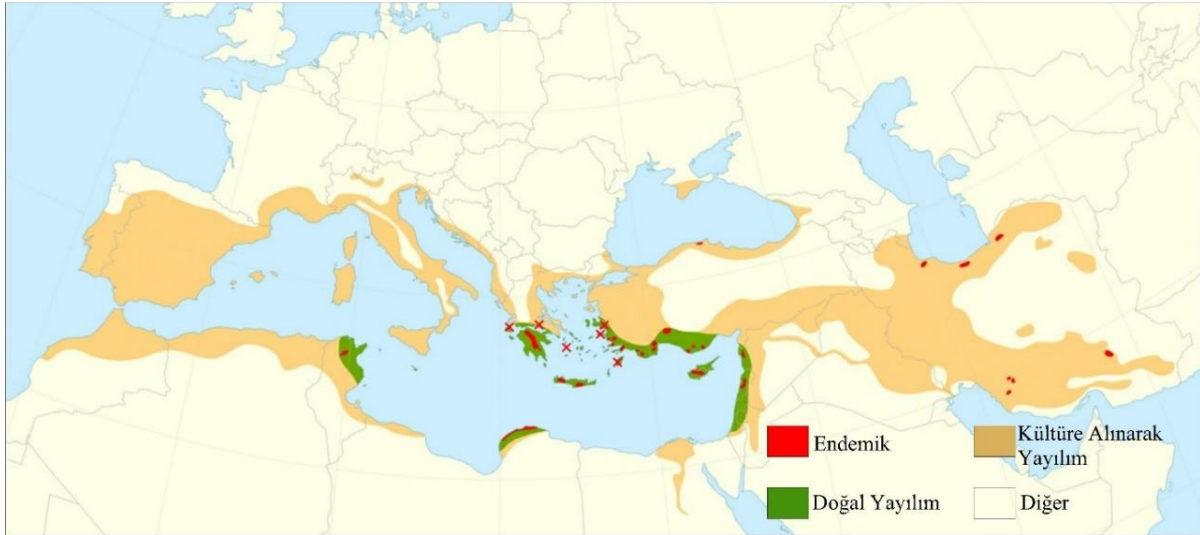 Endemik
Kültüre Alınarak
Yayılım
Doğal Yayılım
Diğer